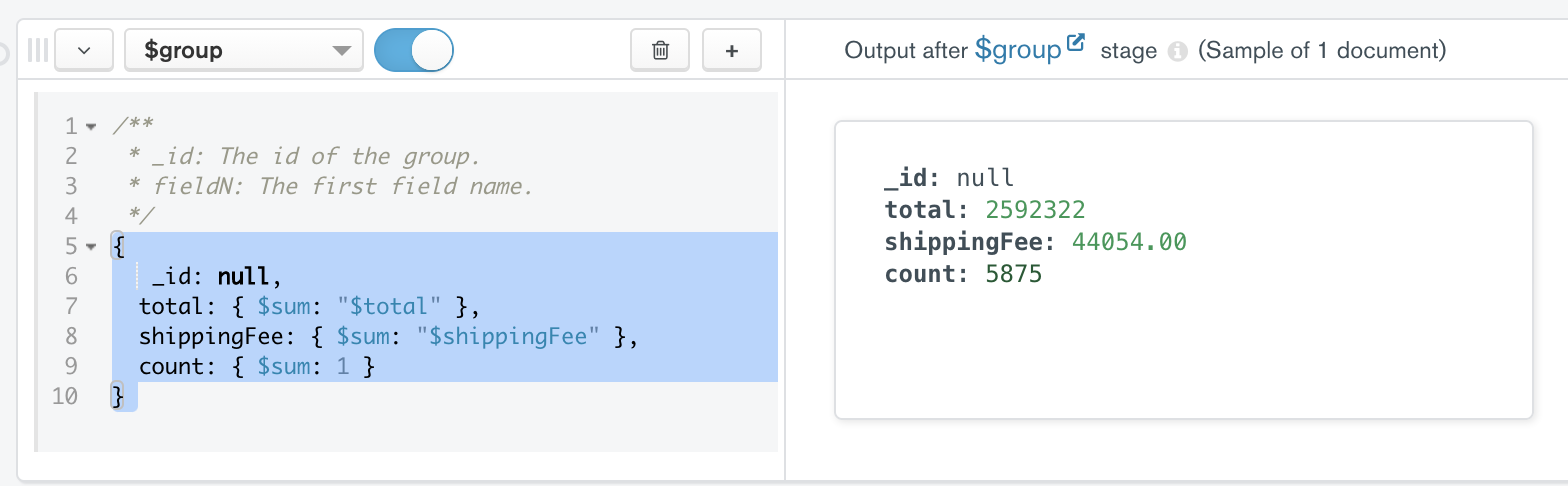 $group
+
Output after $group stage i (Sample of 1 document)
1 /**
2 * _id: The id of the group.
3 * fieldN: The first field name.
4 */
5 {
6 _id: null,
7 total: { $sum: "$total" },
8 shippingFee: { $sum: "$shippingFee" },
9 count: { $sum: 1 }
10 }
_id: null
total: 2592322
shippingFee: 44054.00
count: 5875